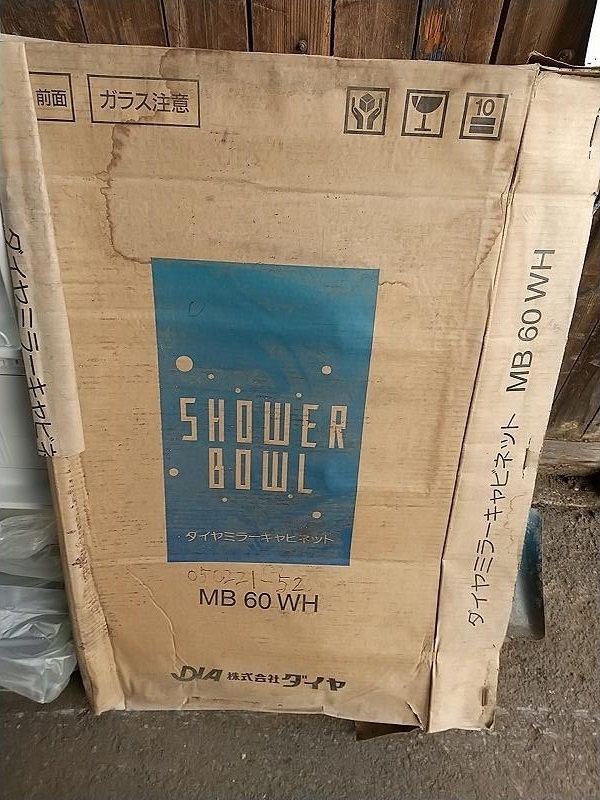 前面
ガラス注意
10
SHOWER
BOWL
ダイヤミラーキャビネット
050221-52
MB 60 WH
DIA 株式会社ダイヤ
ダイヤミラーキャビネット MB 60 WH
ダイヤミラーキャビネ